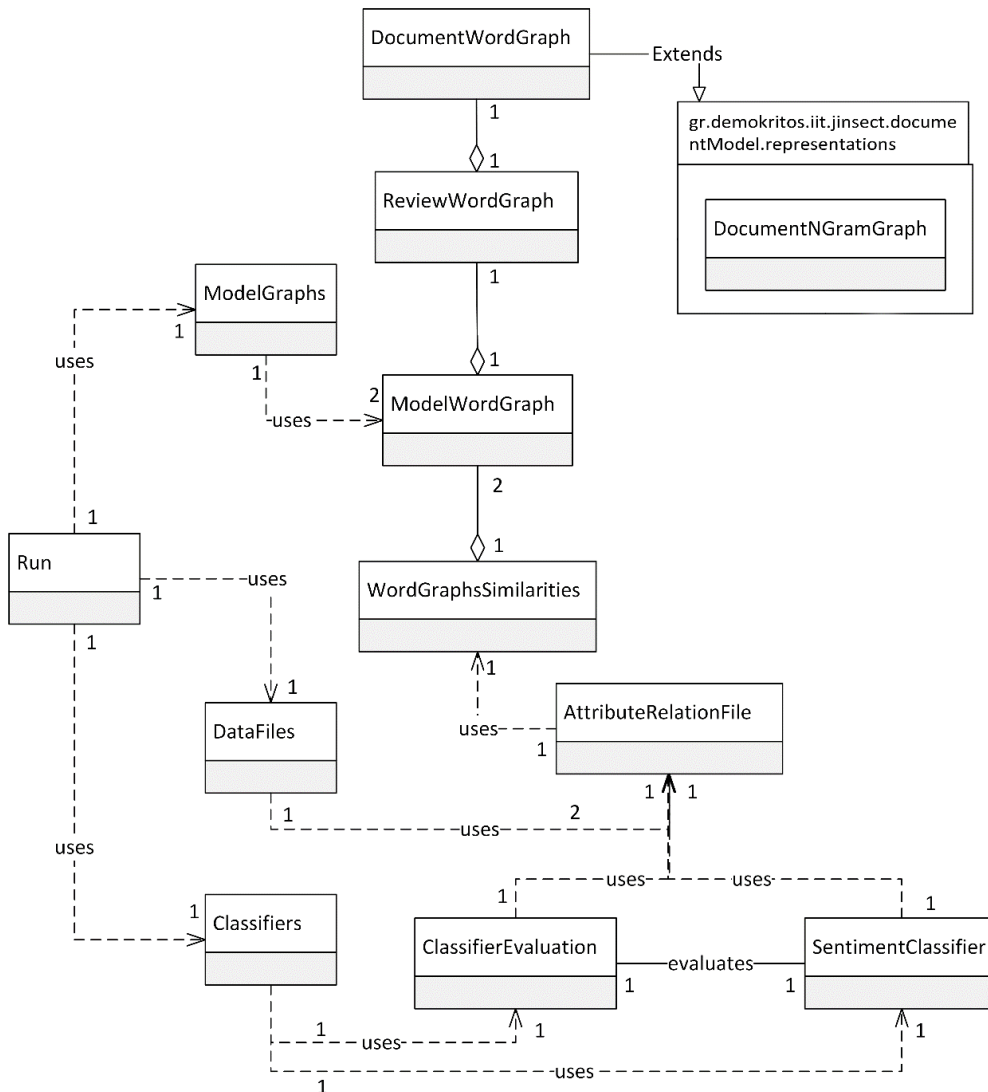 DocumentWordGraph
Extends
1
gr.demokritos.iit.jinsect.docume
ntModel.representations
1
ReviewWordGraph
DocumentNGramGraph
1
ModelGraphs
1
uses
1
1
1
2
ModelWordGraph
uses
2
1
1
Run
uses
1
WordGraphsSimilarities
1
1
1
AttributeRelationFile
uses
1
DataFiles
1
1
1
2
uses
uses
uses
uses
1
1
1
Classifiers
ClassifierEvaluation
evaluates
SentimentClassifier
1
1
1
uses
1
1
uses
1